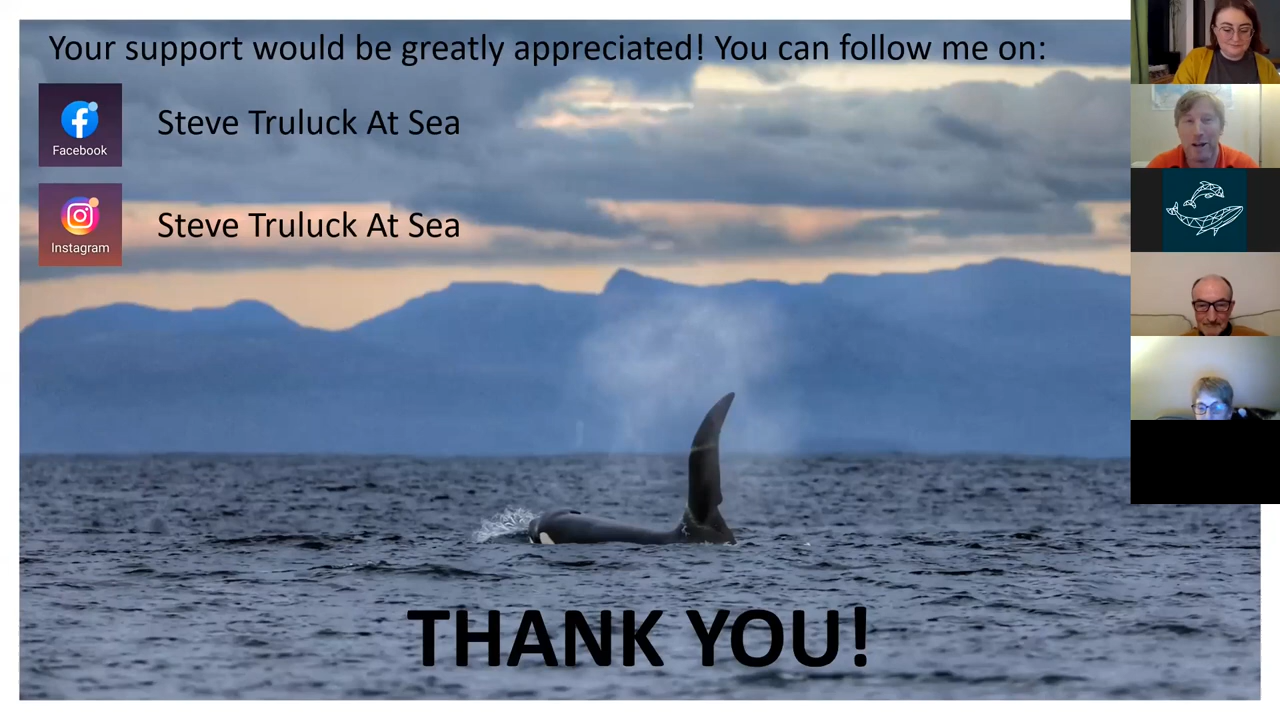 Your support would be greatly appreciated! You can follow me on:
Facebook
Steve Truluck At Sea
Instagram
Steve Truluck At Sea
THANK YOU!